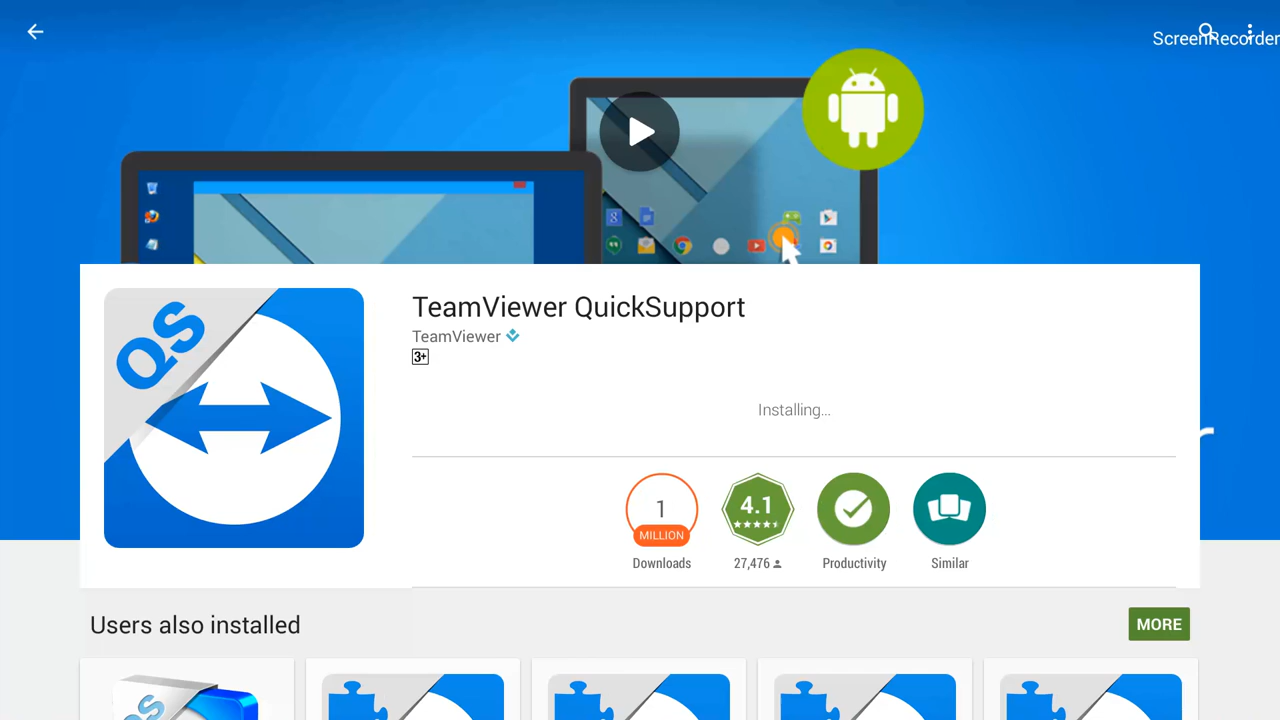 ScreenRecorder
QS
TeamViewer QuickSupport
TeamViewer
3+
Installing...
1
MILLION
4.1
Downloads
27,476
Productivity
Similar
Users also installed
MORE
QS